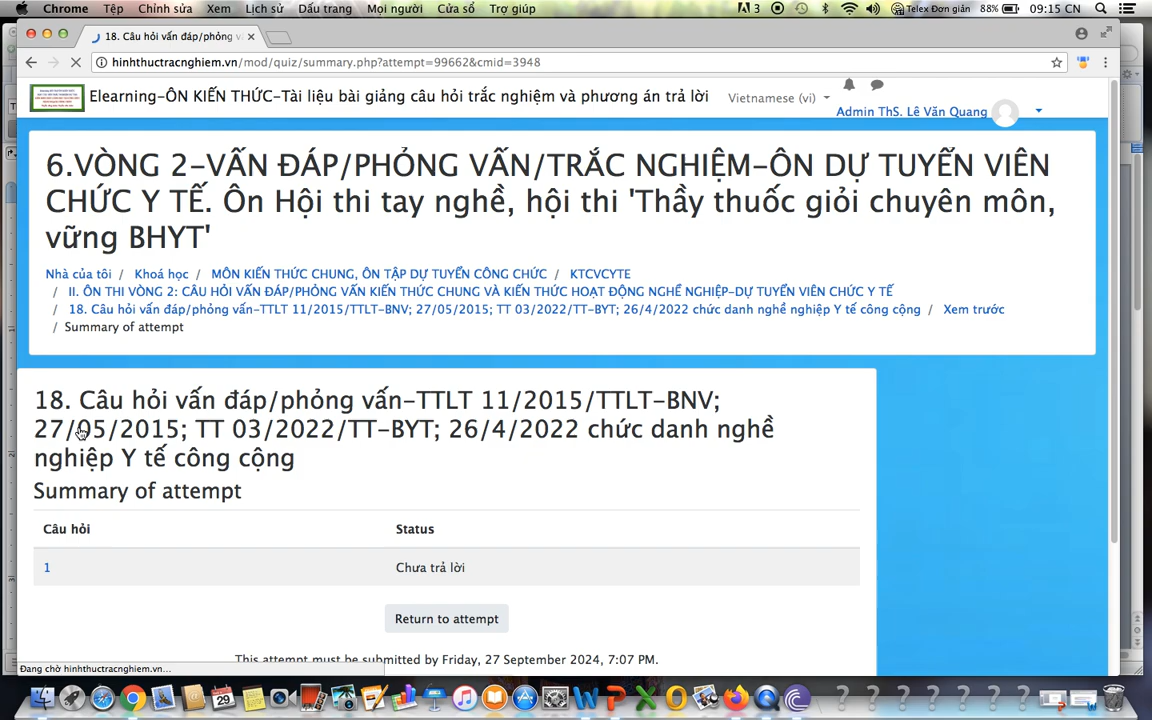 Chrome Tệp Chỉnh sửa Xem Lịch sử Dấu trang Mọi người Cửa sổ Trợ giúp 3 Telex Đơn giản 88% 09:15 CN
18. Câu hỏi vấn đáp/phỏng v
hinhthuctracnghiem.vn/mod/quiz/summary.php?attempt=99662&cmid=3948
Elearning-ÔN KIẾN THỨC-Tài liệu bài giảng câu hỏi trắc nghiệm và phương án trả lời Vietnamese (vi)
Admin ThS. Lê Văn Quang
6.VÒNG 2-VẤN ĐÁP/PHỎNG VẤN/TRẮC NGHIỆM-ÔN DỰ TUYỂN VIÊN
CHỨC Y TẾ. Ôn Hội thi tay nghề, hội thi 'Thầy thuốc giỏi chuyên môn,
vững BHYT'
Nhà của tôi / Khoá học / MÔN KIẾN THỨC CHUNG, ÔN TẬP DỰ TUYỂN CÔNG CHỨC / KTCVCYTE
/ II. ÔN THI VÒNG 2: CÂU HỎI VẤN ĐÁP/PHỎNG VẤN KIẾN THỨC CHUNG VÀ KIẾN THỨC HOẠT ĐỘNG NGHỀ NGHIỆP-DỰ TUYỂN VIÊN CHỨC Y TẾ
/ 18. Câu hỏi vấn đáp/phỏng vấn-TTLT 11/2015/TTLT-BNV; 27/05/2015; TT 03/2022/TT-BYT; 26/4/2022 chức danh nghề nghiệp Y tế công cộng / Xem trước
/ Summary of attempt
18. Câu hỏi vấn đáp/phỏng vấn-TTLT 11/2015/TTLT-BNV;
27/05/2015; TT 03/2022/TT-BYT; 26/4/2022 chức danh nghề
nghiệp Y tế công cộng
Summary of attempt
Câu hỏi Status
1 Chưa trả lời
Return to attempt
This attempt must be submitted by Friday, 27 September 2024, 7:07 PM.
Đang chờ hinhthuctracnghiem.vn...